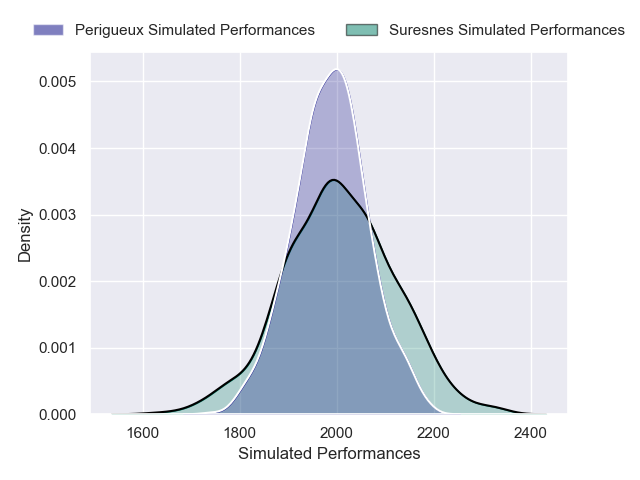 Perigueux Simulated Performances
Suresnes Simulated Performances
0.005
0.004
0.003
0.002
0.001
0.000
Density
1600
1800
2000
2200
2400
Simulated Performances